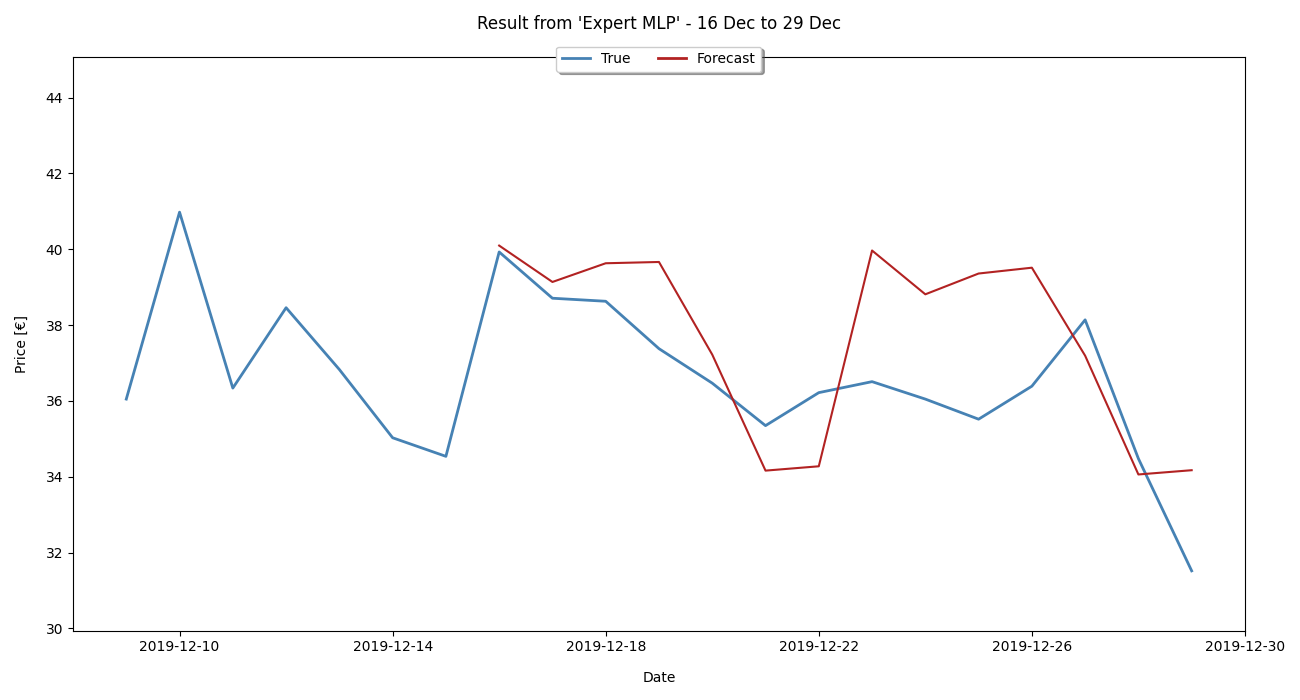 Result from 'Expert MLP' - 16 Dec to 29 Dec
True Forecast
44
42
40
38
36
34
32
30
Price [€]
2019-12-10 2019-12-14 2019-12-18 2019-12-22 2019-12-26 2019-12-30
Date